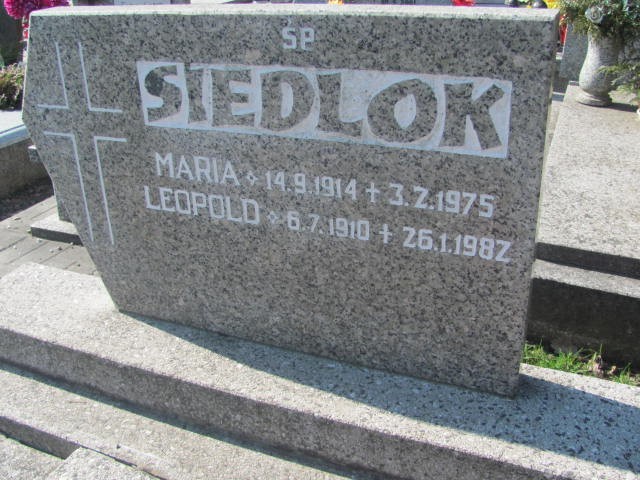 ŚP
SIEDLOK
MARIA ⬦ 14.9.1914 + 3.2.1975
LEOPOLD ⬦ 6.7.1910 + 26.1.1982